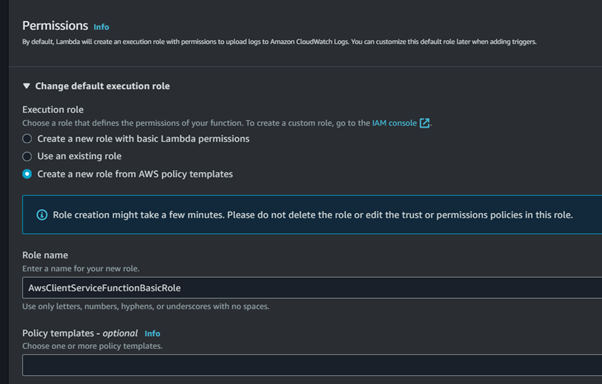 Permissions Info
By default, Lambda will create an execution role with permissions to upload logs to Amazon CloudWatch Logs. You can customize this default role later when adding triggers.
Change default execution role
Execution role
Choose a role that defines the permissions of your function. To create a custom role, go to the IAM console.
Create a new role with basic Lambda permissions
Use an existing role
Create a new role from AWS policy templates
Role creation might take a few minutes. Please do not delete the role or edit the trust or permissions policies in this role.
Role name
Enter a name for your new role.
AwsClientServiceFunctionBasicRole
Use only letters, numbers, hyphens, or underscores with no spaces.
Policy templates - optional Info
Choose one or more policy templates.